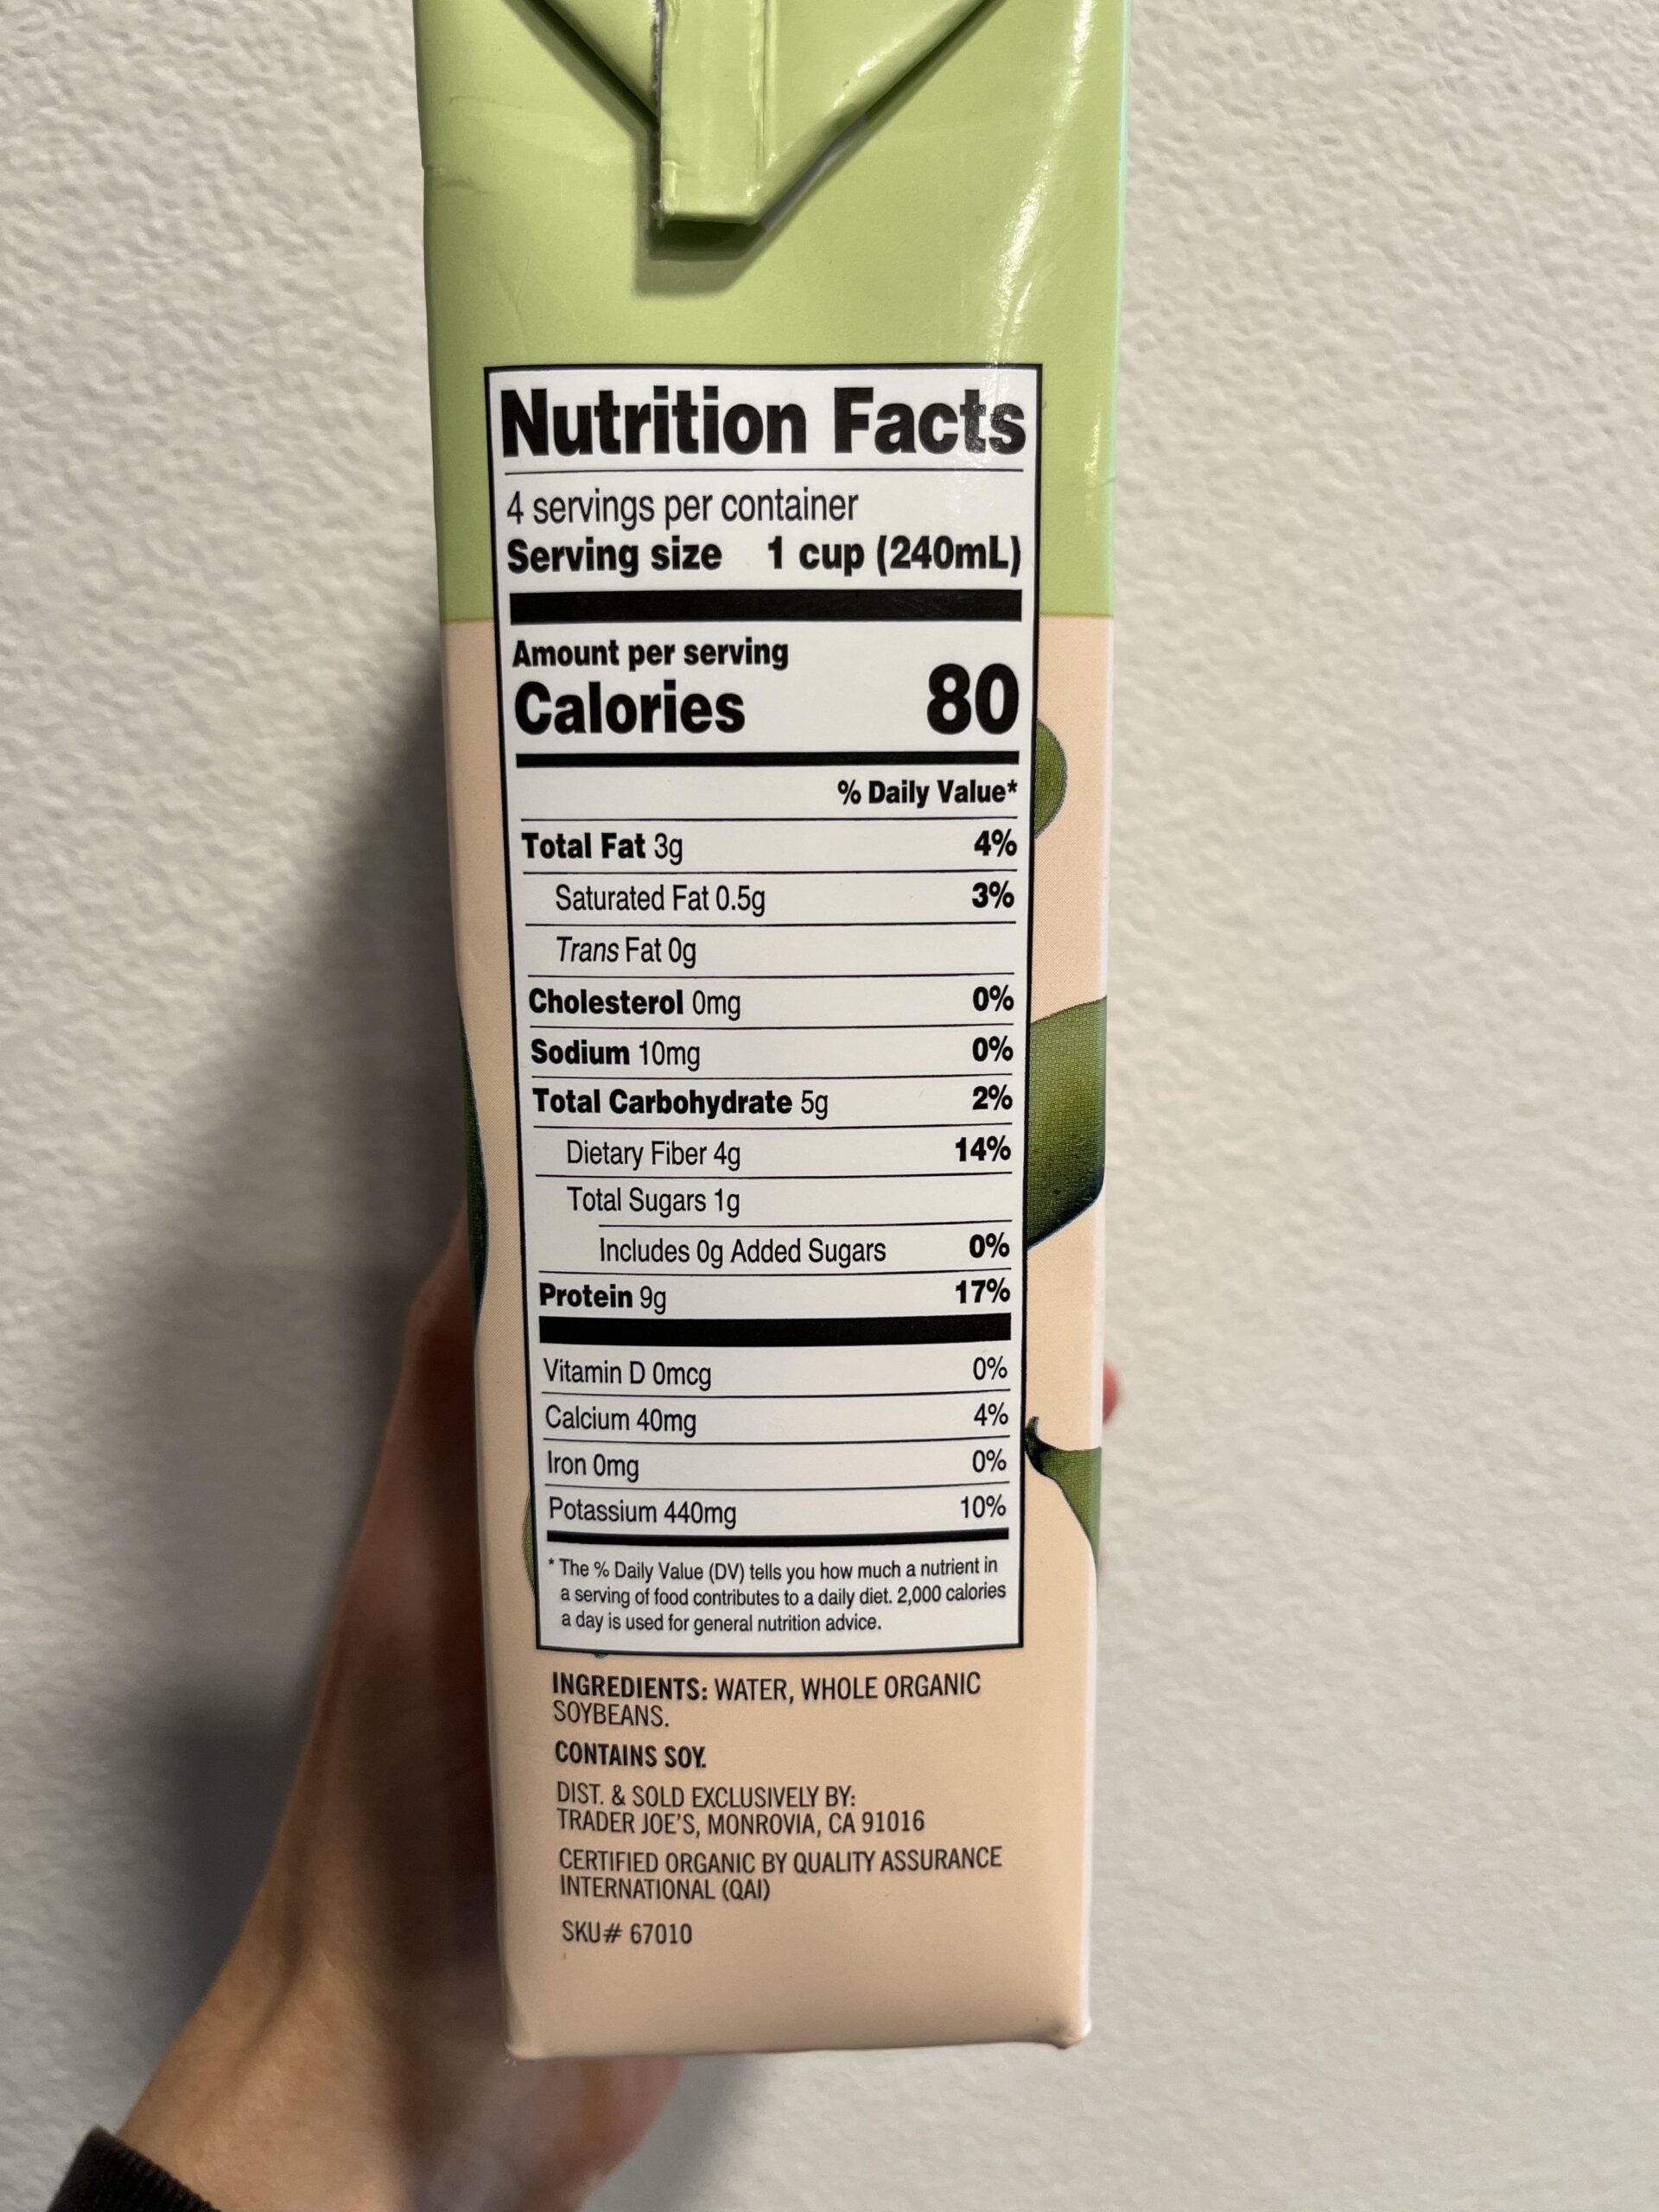 Nutrition Facts
4 servings per container
Serving size 1 cup (240mL)
Amount per serving
Calories 80
% Daily Value*
Total Fat 3g 4%
Saturated Fat 0.5g 3%
Trans Fat 0g
Cholesterol 0mg 0%
Sodium 10mg 0%
Total Carbohydrate 5g 2%
Dietary Fiber 4g 14%
Total Sugars 1g
Includes 0g Added Sugars 0%
Protein 9g 17%
Vitamin D 0mcg 0%
Calcium 40mg 4%
Iron 0mg 0%
Potassium 440mg 10%
* The % Daily Value (DV) tells you how much a nutrient in
a serving of food contributes to a daily diet. 2,000 calories
a day is used for general nutrition advice.
INGREDIENTS: WATER, WHOLE ORGANIC
SOYBEANS.
CONTAINS SOY.
DIST. & SOLD EXCLUSIVELY BY:
TRADER JOE'S, MONROVIA, CA 91016
CERTIFIED ORGANIC BY QUALITY ASSURANCE
INTERNATIONAL (QAI)
SKU# 67010